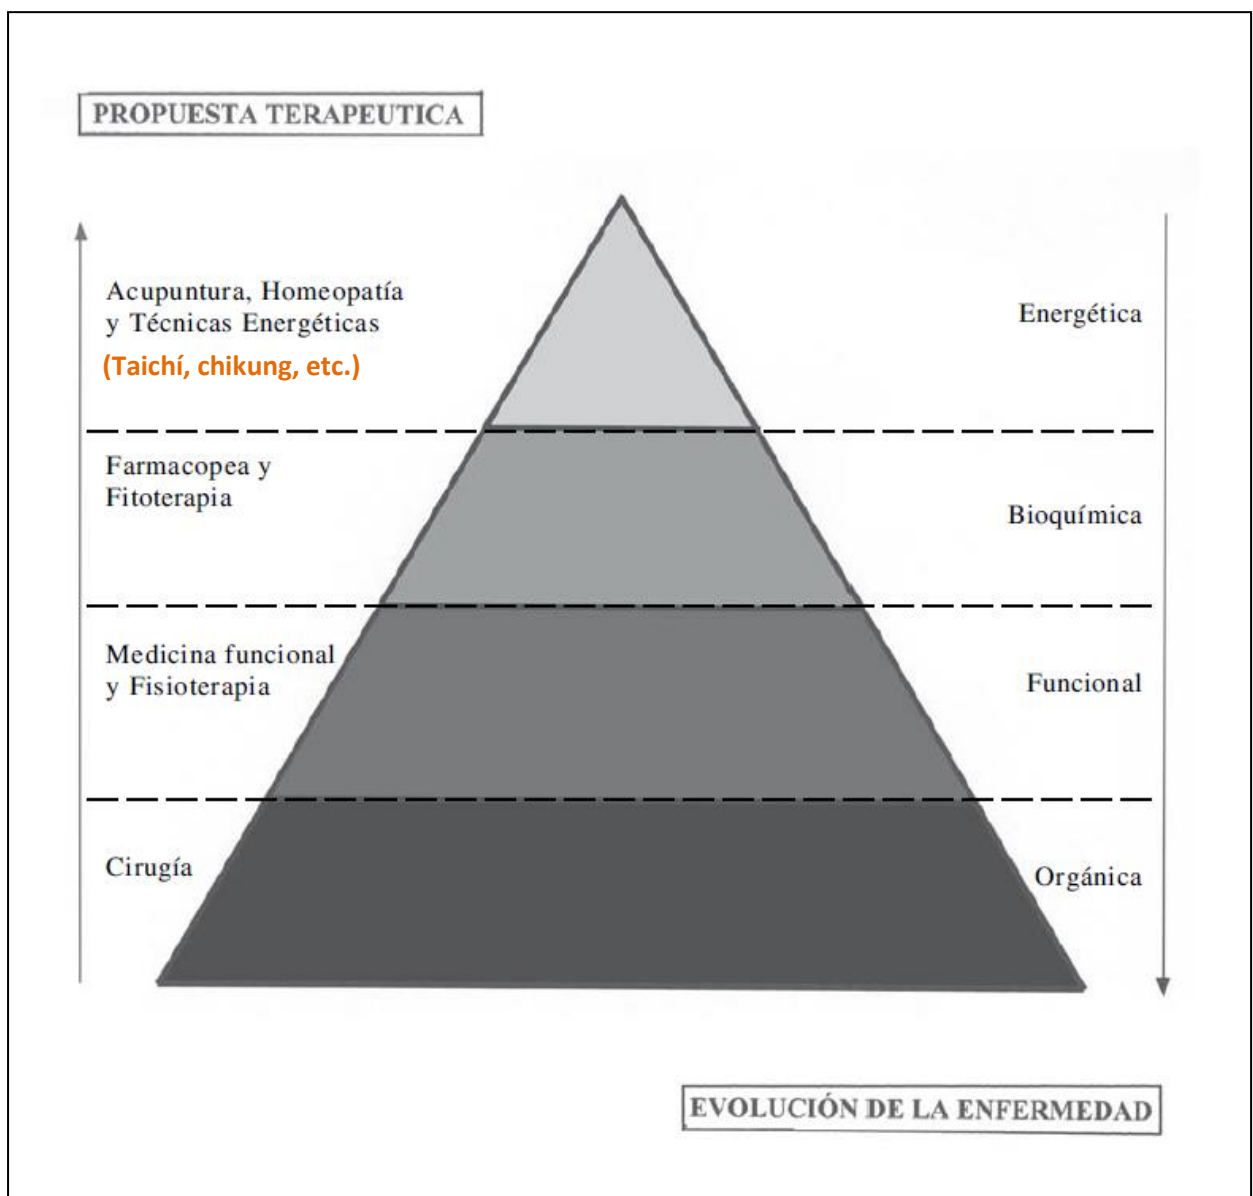 PROPUESTA TERAPEUTICA
Acupuntura, Homeopatía
y Técnicas Energéticas
(Taichí, chikung, etc.)
Energética
Farmacopea y
Fitoterapia
Bioquímica
Medicina funcional
y Fisioterapia
Funcional
Cirugía
Orgánica
EVOLUCIÓN DE LA ENFERMEDAD